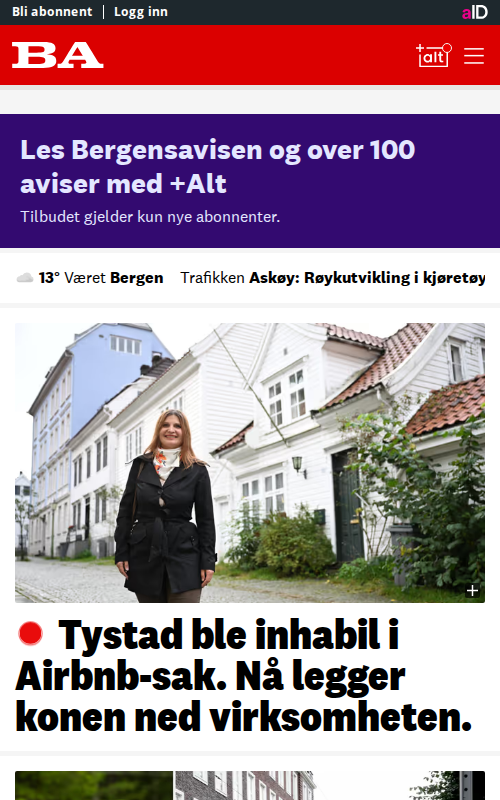 Bli abonnent | Logg inn
aID
BA
+alt
Les Bergensavisen og over 100
aviser med +Alt
Tilbudet gjelder kun nye abonnenter.
13° Været Bergen Trafikken Askøy: Røykutvikling i kjøretøy
Tystad ble inhabil i
Airbnb-sak. Nå legger
konen ned virksomheten.